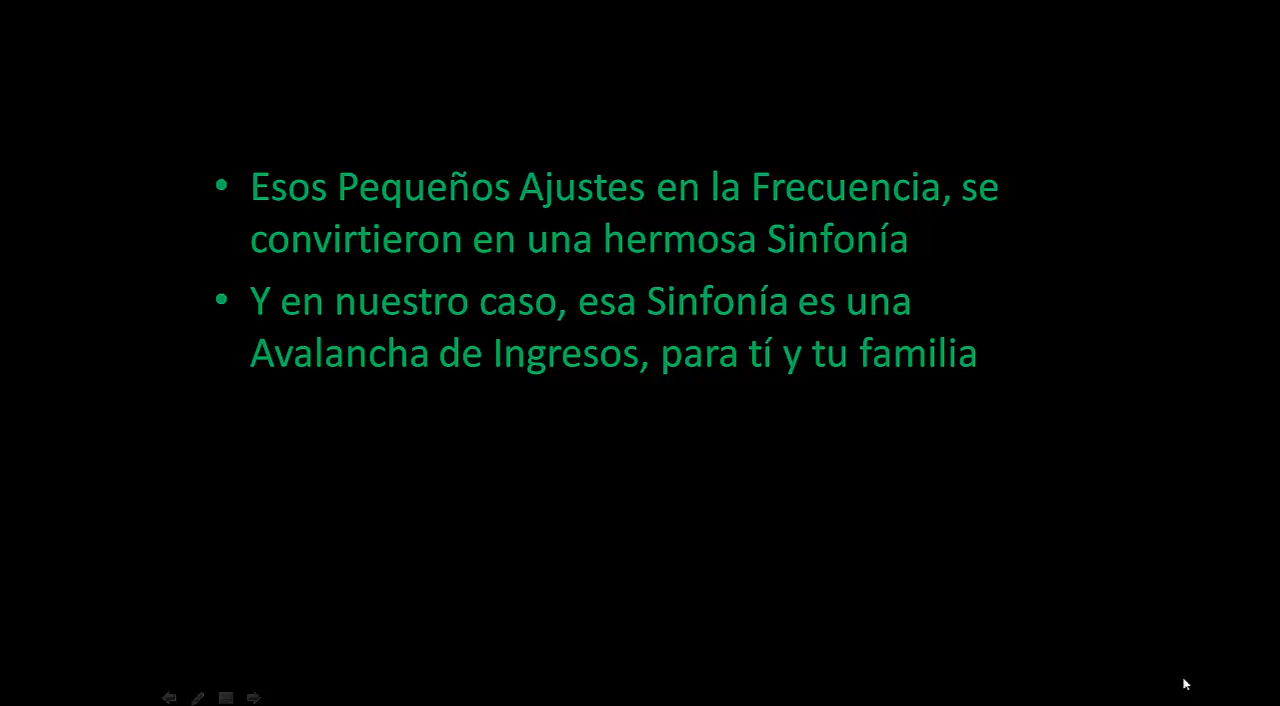 • Esos Pequeños Ajustes en la Frecuencia, se
convirtieron en una hermosa Sinfonía
• Y en nuestro caso, esa Sinfonía es una
Avalancha de Ingresos, para tí y tu familia